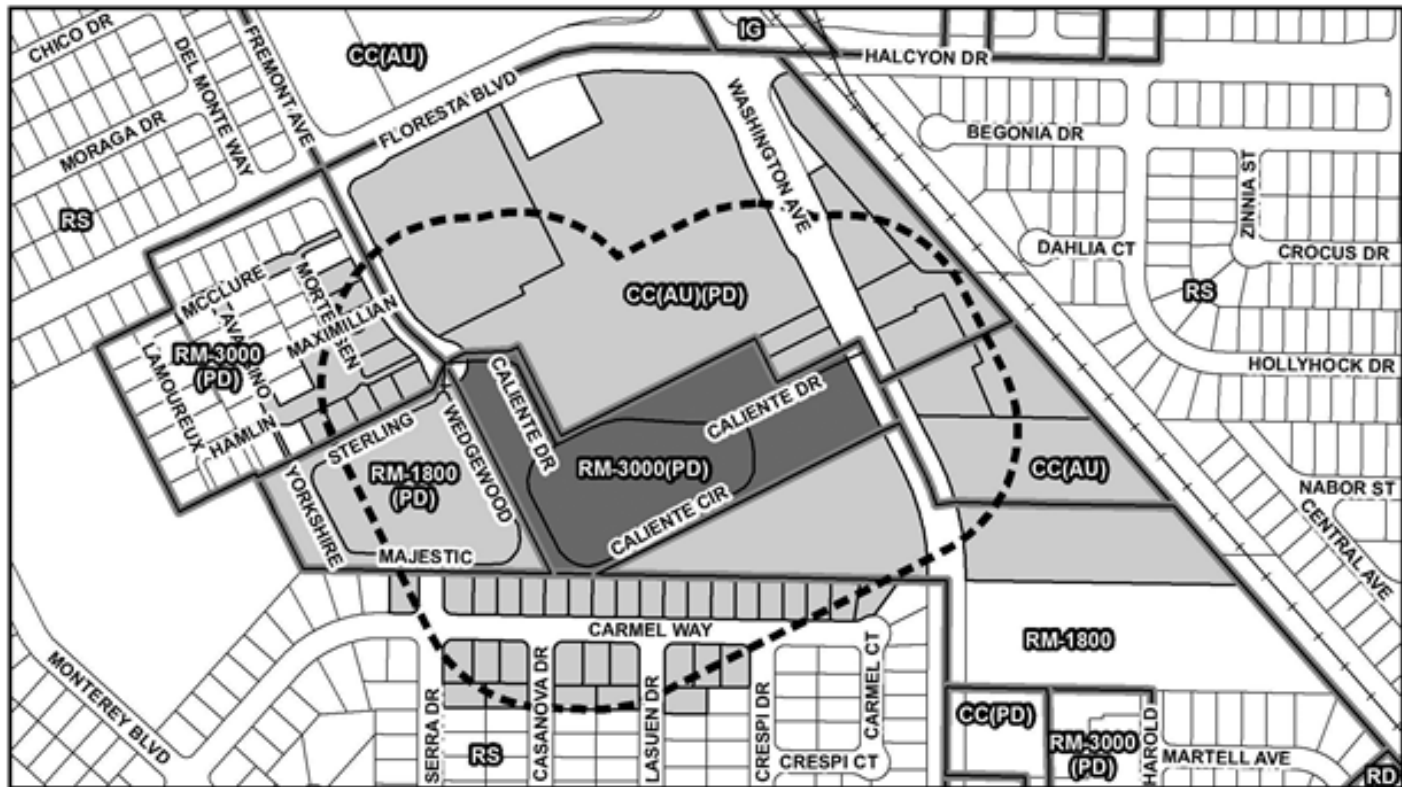 CHICO DR
DEL MONTE WAY
FREMONT AVE
CC(AU)
IG
HALCYON DR
FLORESTA BLVD
WASHINGTON AVE
MORAGA DR
BEGONIA DR
ZINNIA ST
RS
DAHLIA CT
CROCUS DR
MCCLURE
MORTENSEN
MAXIMILLIAN
CC(AU)(PD)
RS
RM-3000
(PD)
LAMOUREUX
HAMLIN
STERLING
WEDGEWOOD
CALIENTE DR
CALIENTE DR
HOLLYHOCK DR
YORKSHIRE
RM-1800
(PD)
RM-3000(PD)
CALIENTE CIR
CC(AU)
NABOR ST
CENTRAL AVE
MAJESTIC
CARMEL WAY
RM-1800
MONTEREY BLVD
SERRA DR
RS
CASANOVA DR
LASUEN DR
CRESPI DR
CARMEL CT
CRESPI CT
CC(PD)
RM-3000
(PD)
HAROLD
MARTELL AVE
RD